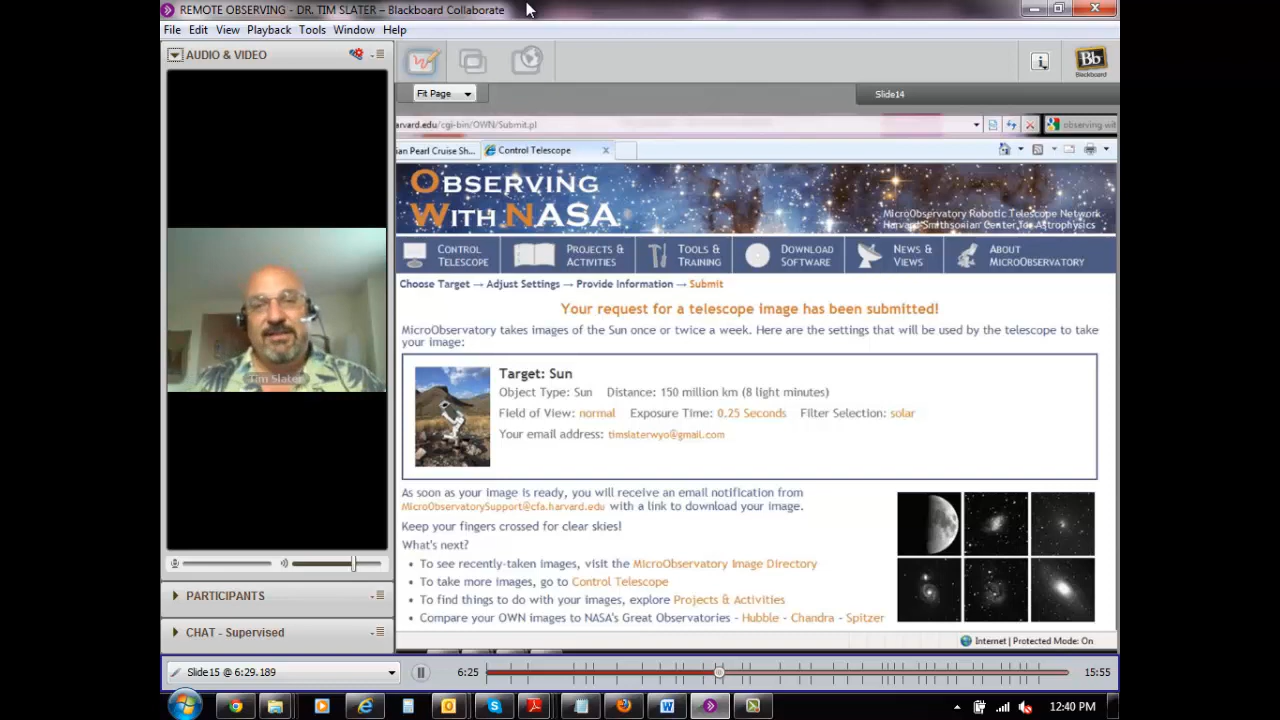 REMOTE OBSERVING - DR. TIM SLATER – Blackboard Collaborate
File Edit View Playback Tools Window Help
AUDIO & VIDEO
Bb
Blackboard
Fit Page
Slide14
arvard.edu/cgi-bin/OWN/Submit.pl
observing wit
ian Pearl Cruise Sh...
Control Telescope
OBSERVING
WITH NASA
MicroObservatory Robotic Telescope Network
Harvard-Smithsonian Center for Astrophysics
CONTROL TELESCOPE
PROJECTS & ACTIVITIES
TOOLS & TRAINING
DOWNLOAD SOFTWARE
NEWS & VIEWS
ABOUT MICROOBSERVATORY
Choose Target → Adjust Settings → Provide Information → Submit
Your request for a telescope image has been submitted!
MicroObservatory takes images of the Sun once or twice a week. Here are the settings that will be used by the telescope to take
your image:
Target: Sun
Object Type: Sun Distance: 150 million km (8 light minutes)
Field of View: normal Exposure Time: 0.25 Seconds Filter Selection: solar
Your email address: timslaterwyo@gmail.com
Tim Slater
As soon as your image is ready, you will receive an email notification from
MicroObservatorySupport@cfa.harvard.edu with a link to download your image.
Keep your fingers crossed for clear skies!
What's next?
• To see recently-taken images, visit the MicroObservatory Image Directory
• To take more images, go to Control Telescope
• To find things to do with your images, explore Projects & Activities
• Compare your OWN images to NASA's Great Observatories - Hubble - Chandra - Spitzer
PARTICIPANTS
CHAT - Supervised
Internet | Protected Mode: On
Slide15 @ 6:29.189
6:25
15:55
12:40 PM